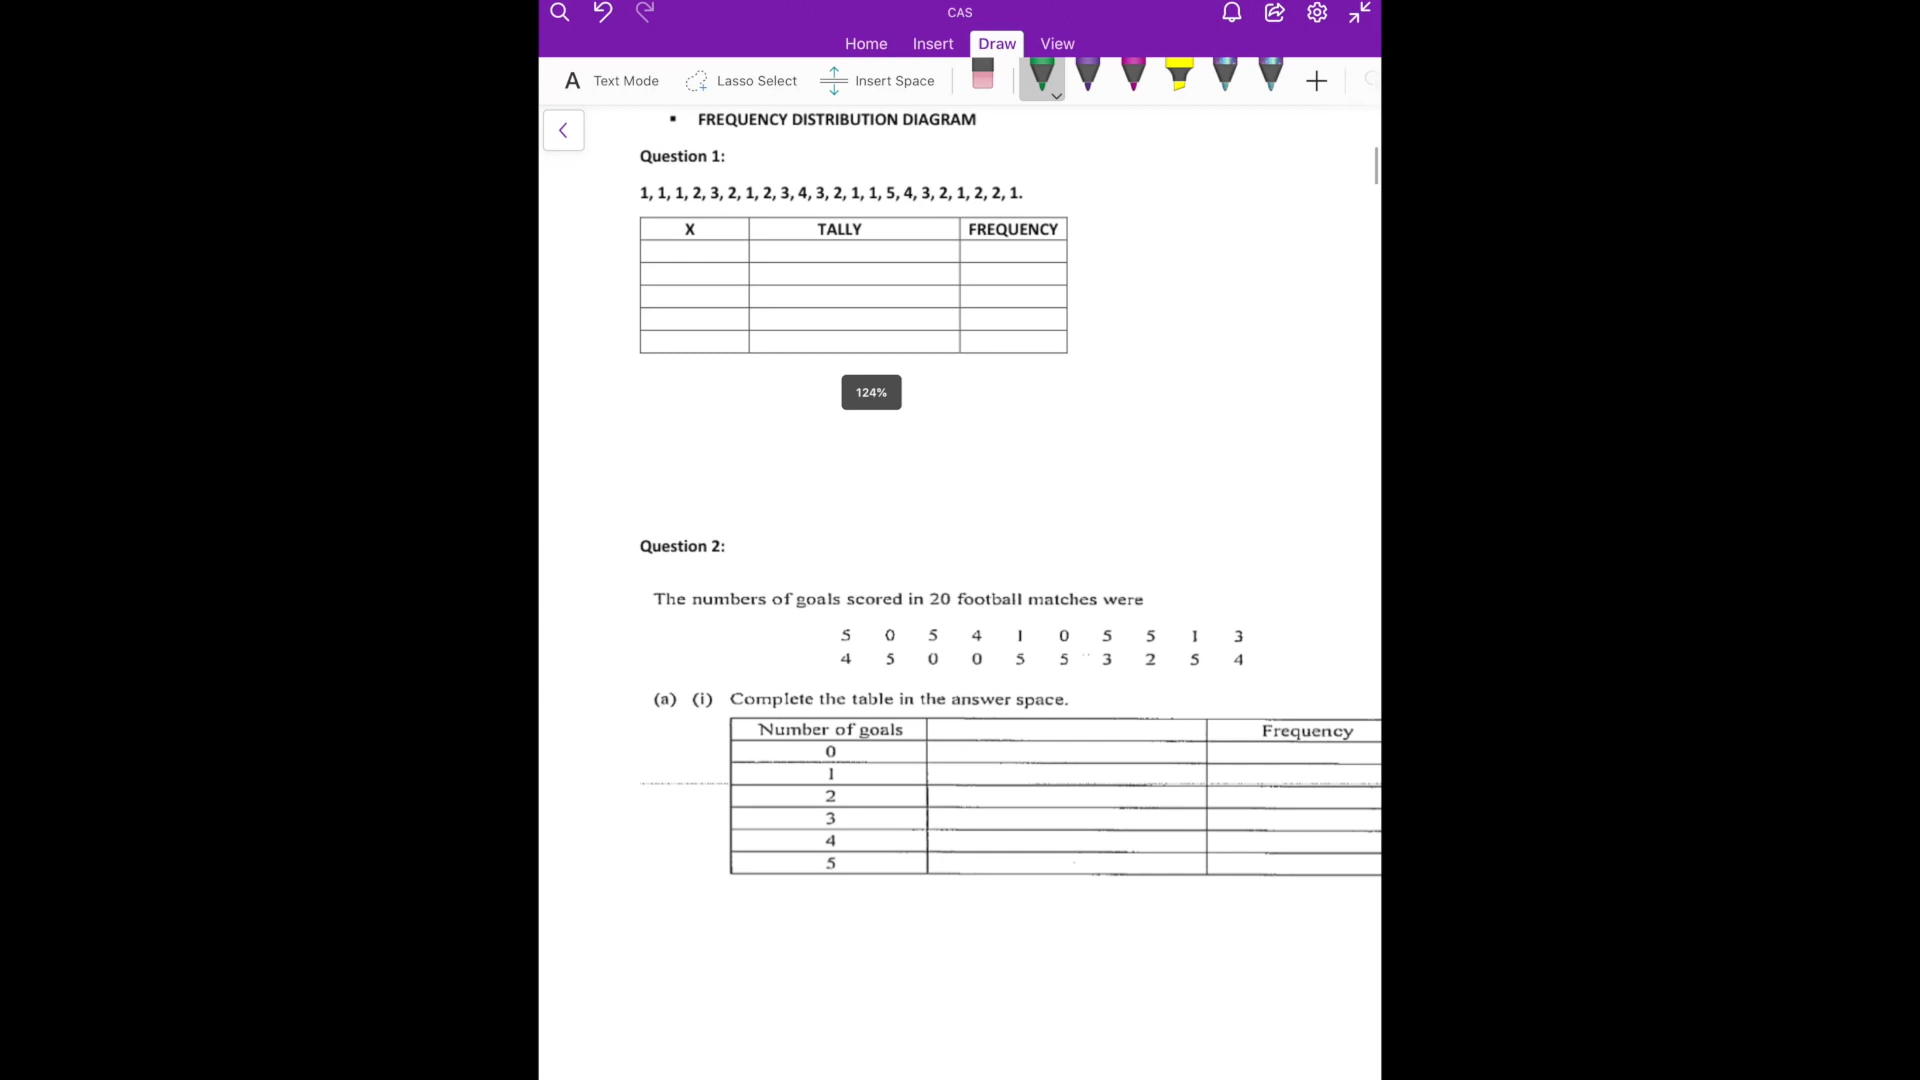 CAS
Home Insert Draw View
A Text Mode Lasso Select Insert Space
▪ FREQUENCY DISTRIBUTION DIAGRAM
Question 1:
1, 1, 1, 2, 3, 2, 1, 2, 3, 4, 3, 2, 1, 1, 5, 4, 3, 2, 1, 2, 2, 1.
X TALLY FREQUENCY
124%
Question 2:
The numbers of goals scored in 20 football matches were
5 0 5 4 1 0 5 5 1 3
4 5 0 0 5 5 3 2 5 4
(a) (i) Complete the table in the answer space.
Number of goals Frequency
0
1
2
3
4
5